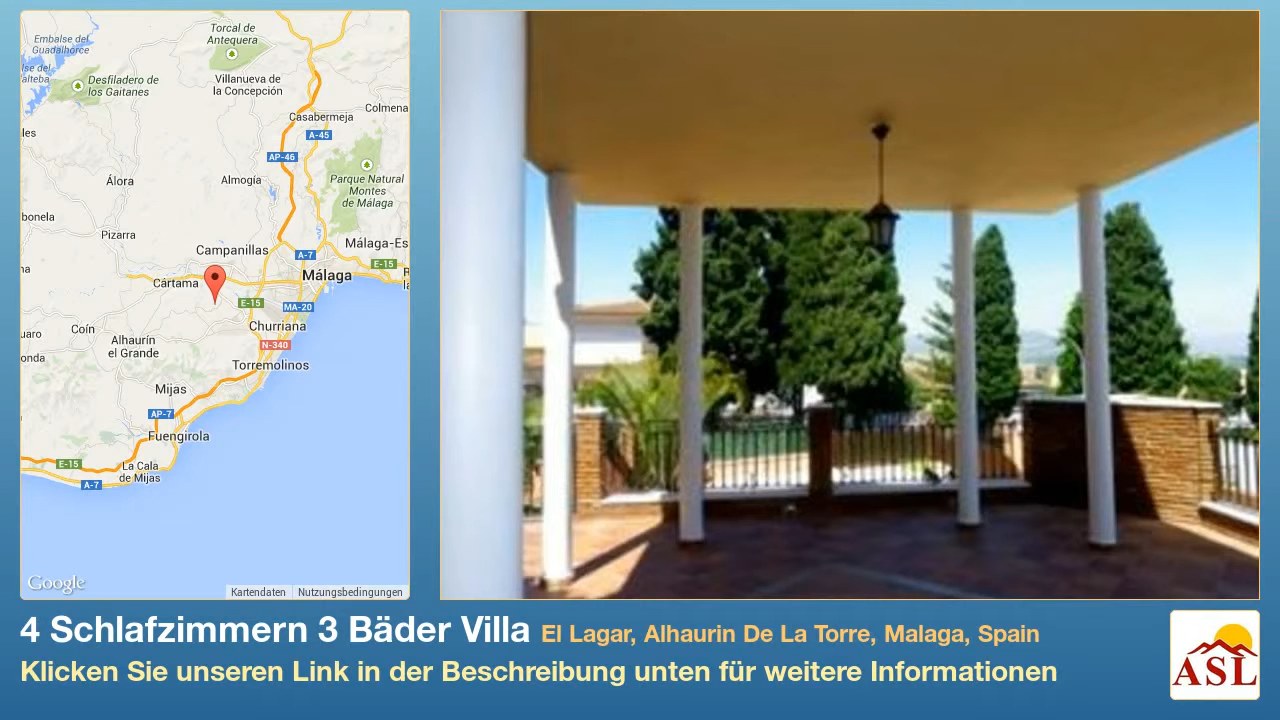 Torcal de
Antequera
Embalse del
Guadalhorce
Desfiladero de
los Gaitanes
Villanueva de
la Concepción
Colmenar
Casabermeja
A-45
AP-46
Álora
Almogía
Parque Natural
Montes
de Málaga
bonela
Pizarra
Campanillas
A-7
Málaga-Es
E-15
Cártama
Málaga
E-15
MA-20
Coín
Alhaurín
el Grande
Churriana
N-340
Torremolinos
Mijas
AP-7
Fuengirola
E-15
La Cala
de Mijas
A-7
Google
Kartendaten
Nutzungsbedingungen
4 Schlafzimmern 3 Bäder Villa El Lagar, Alhaurin De La Torre, Malaga, Spain
Klicken Sie unseren Link in der Beschreibung unten für weitere Informationen
ASL